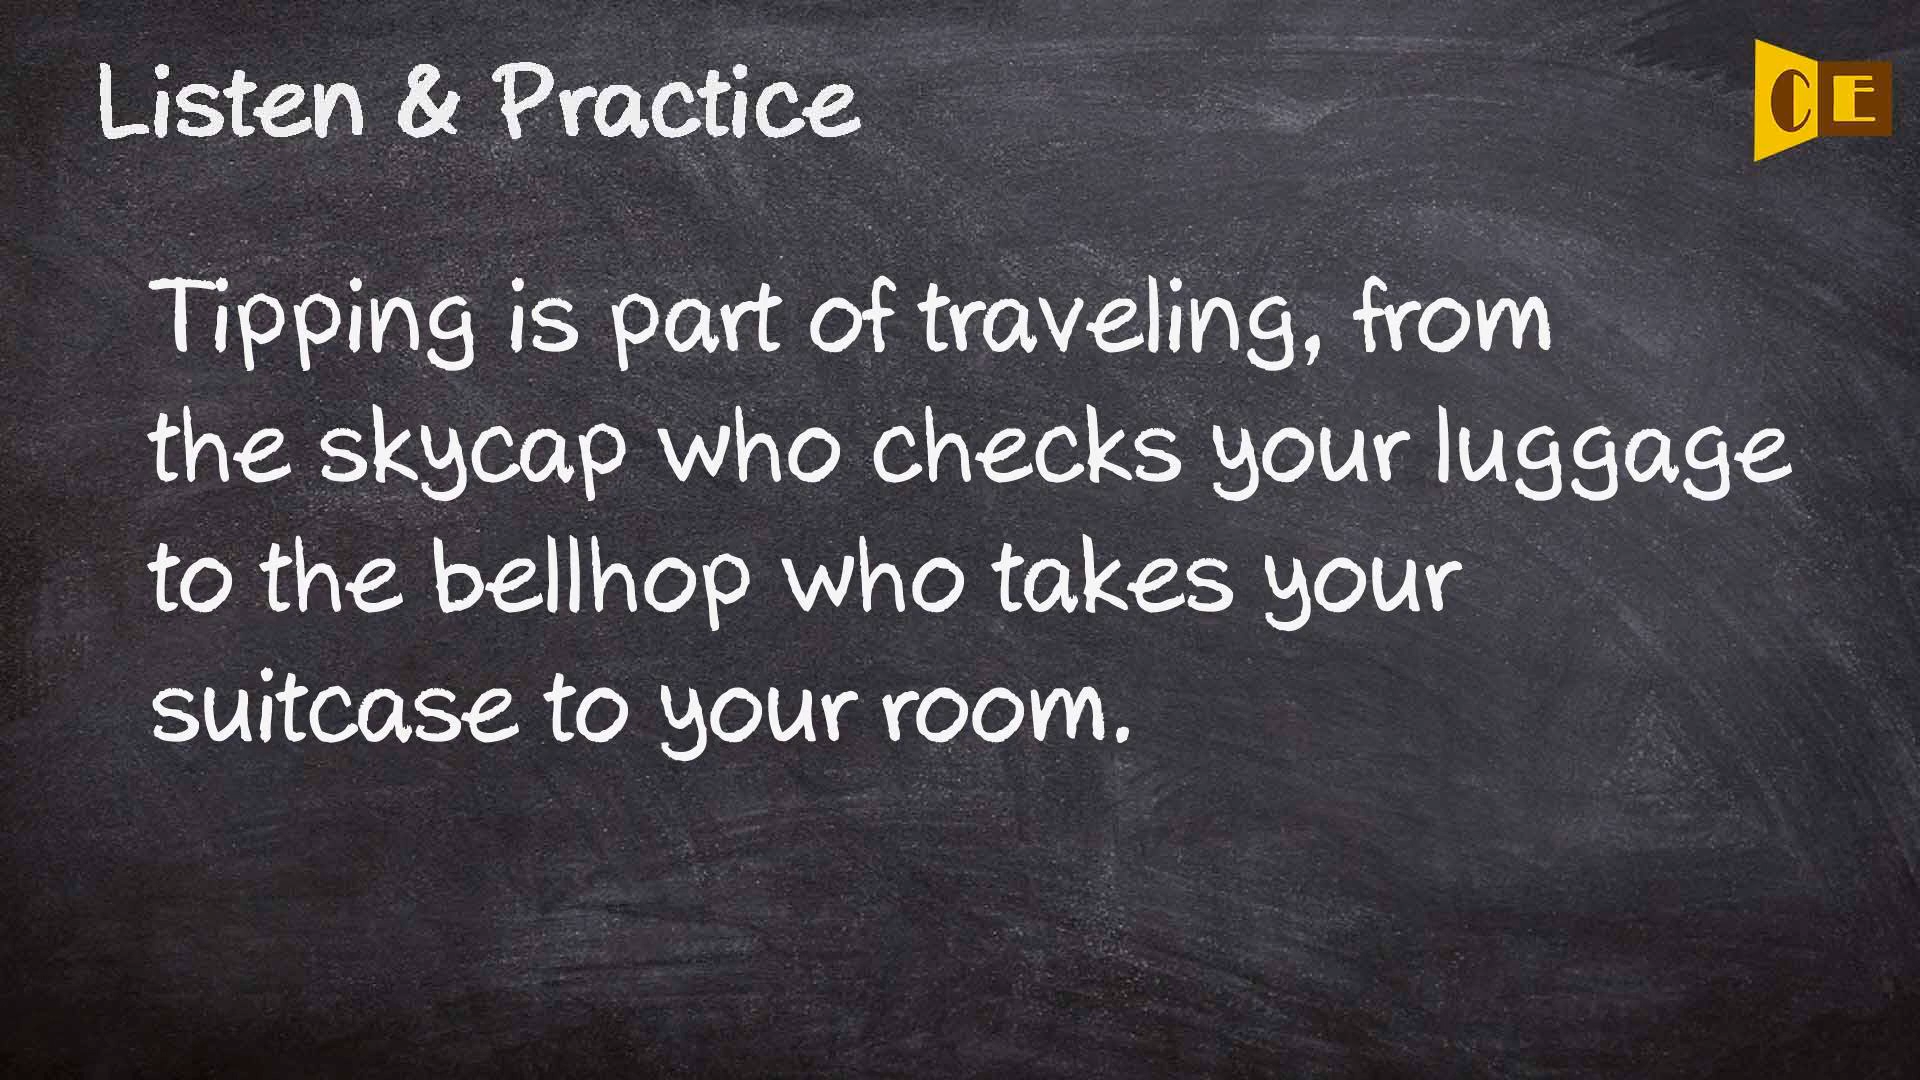 Listen & Practice
CE
Tipping is part of traveling, from
the skycap who checks your luggage
to the bellhop who takes your
suitcase to your room.